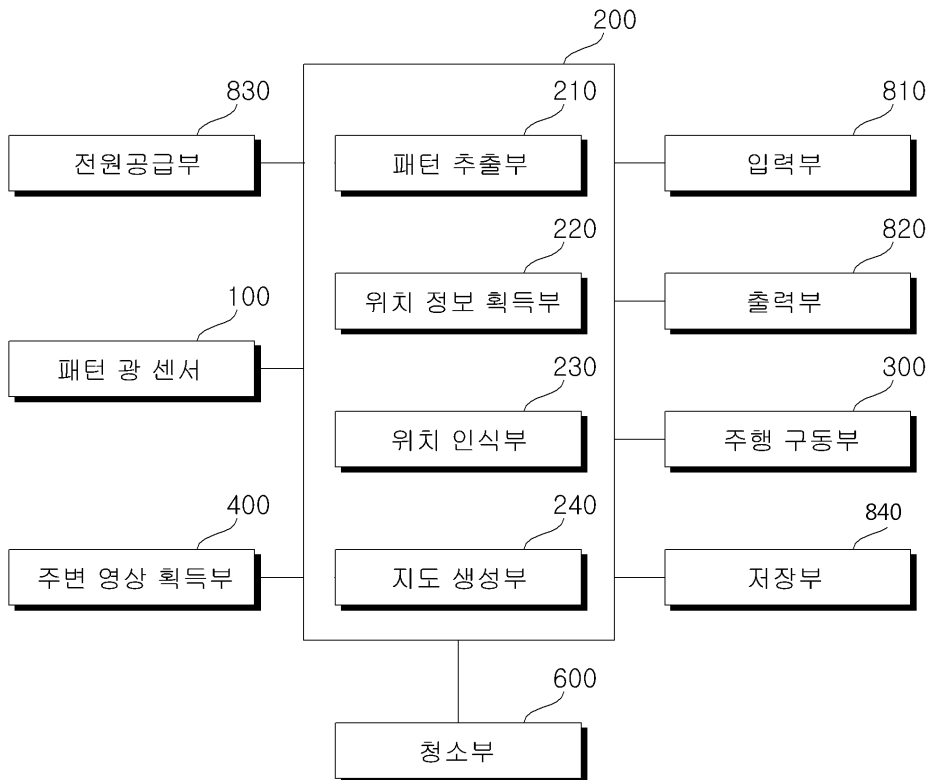 200
830
210
810
전원공급부
패턴 추출부
입력부
220
820
위치 정보 획득부
출력부
100
패턴 광 센서
230
300
위치 인식부
주행 구동부
400
240
840
주변 영상 획득부
지도 생성부
저장부
600
청소부